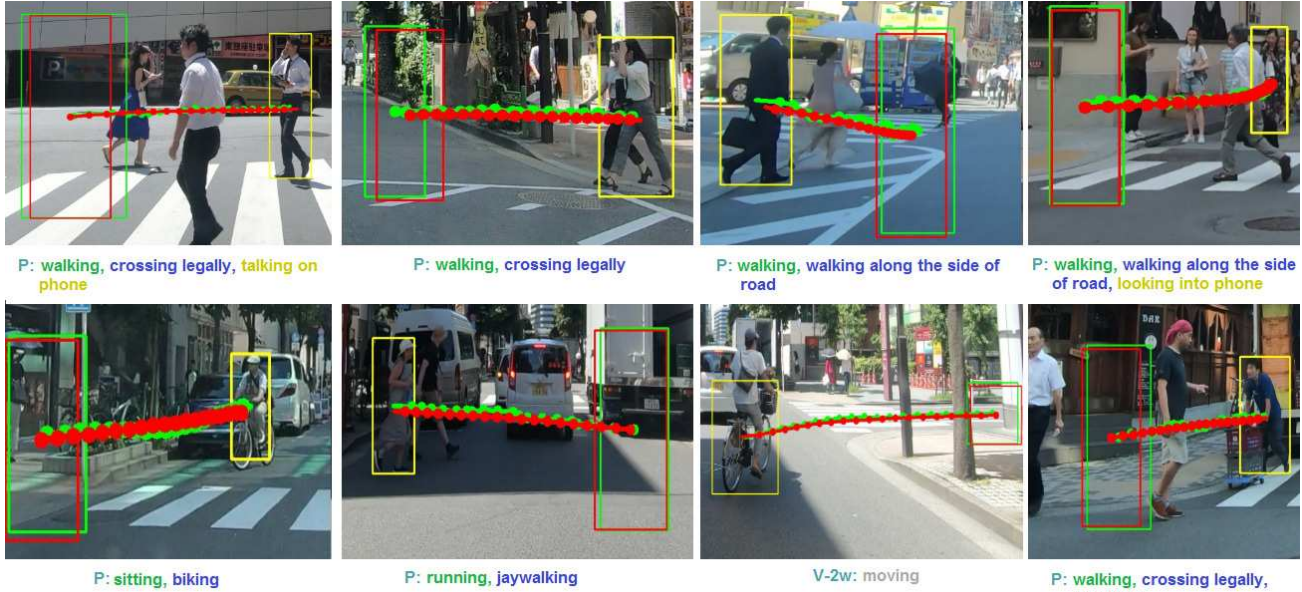 P
P: walking, crossing legally, talking on
phone
P: walking, crossing legally
P: walking, walking along the side of
road
P: walking, walking along the side
of road, looking into phone
P: sitting, biking
P: running, jaywalking
V-2w: moving
P: walking, crossing legally,